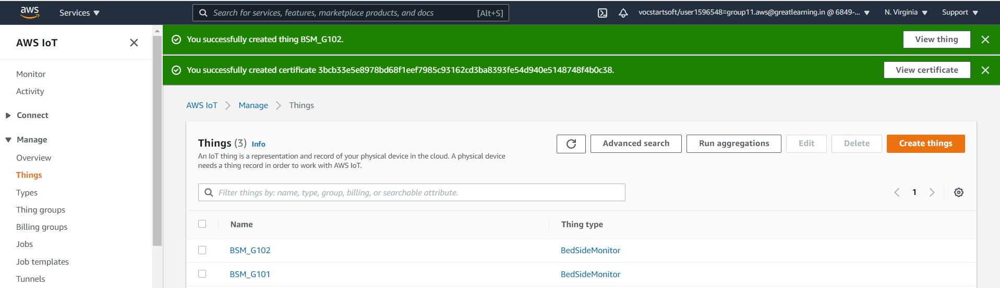 aws
Services
Search for services, features, marketplace products, and docs [Alt+S]
vocstartsoft/user1596548=group11.aws@greatlearning.in @ 6849-...
N. Virginia
Support
AWS IoT
Monitor
Activity
Connect
Manage
Overview
Things
Types
Thing groups
Billing groups
Jobs
Job templates
Tunnels
You successfully created thing BSM_G102.
View thing
You successfully created certificate 3bcb33e5e8978bd68f1eef7985c93162cd3ba8393fe54d940e5148748f4b0c38.
View certificate
AWS IoT
Manage
Things
Things (3) Info
An IoT thing is a representation and record of your physical device in the cloud. A physical device
needs a thing record in order to work with AWS IoT.
Advanced search
Run aggregations
Edit
Delete
Create things
Filter things by: name, type, group, billing, or searchable attribute.
1
Name
Thing type
BSM_G102
BedSideMonitor
BSM_G101
BedSideMonitor